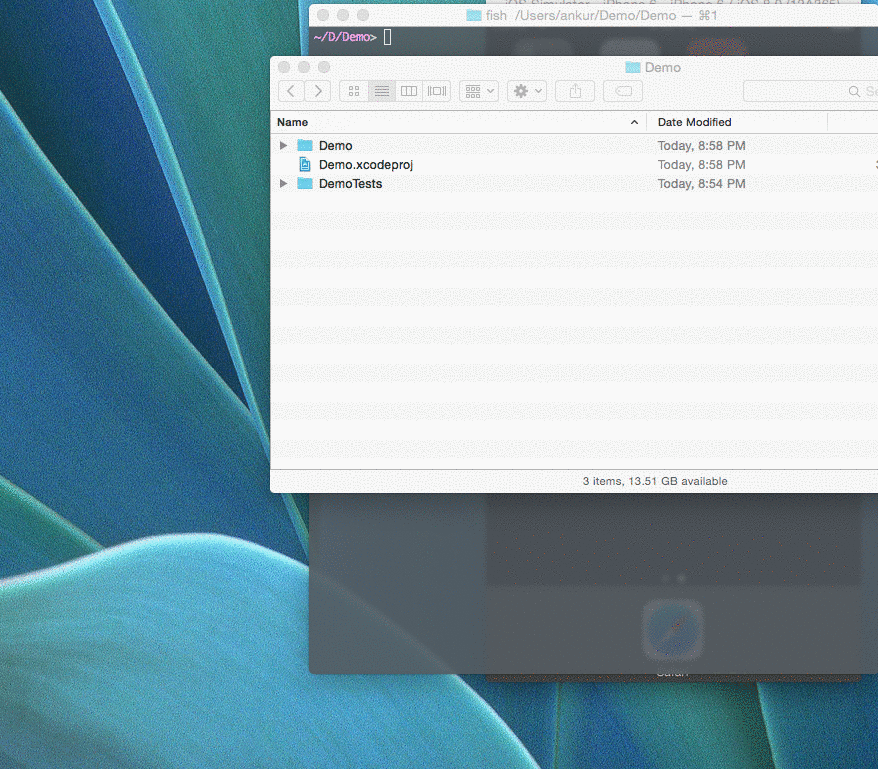 fish /Users/ankur/Demo/Demo — ⌘1
~/D/Demo>
Demo
Name Date Modified
Demo Today, 8:58 PM
Demo.xcodeproj Today, 8:58 PM
DemoTests Today, 8:54 PM
3 items, 13.51 GB available
Safari